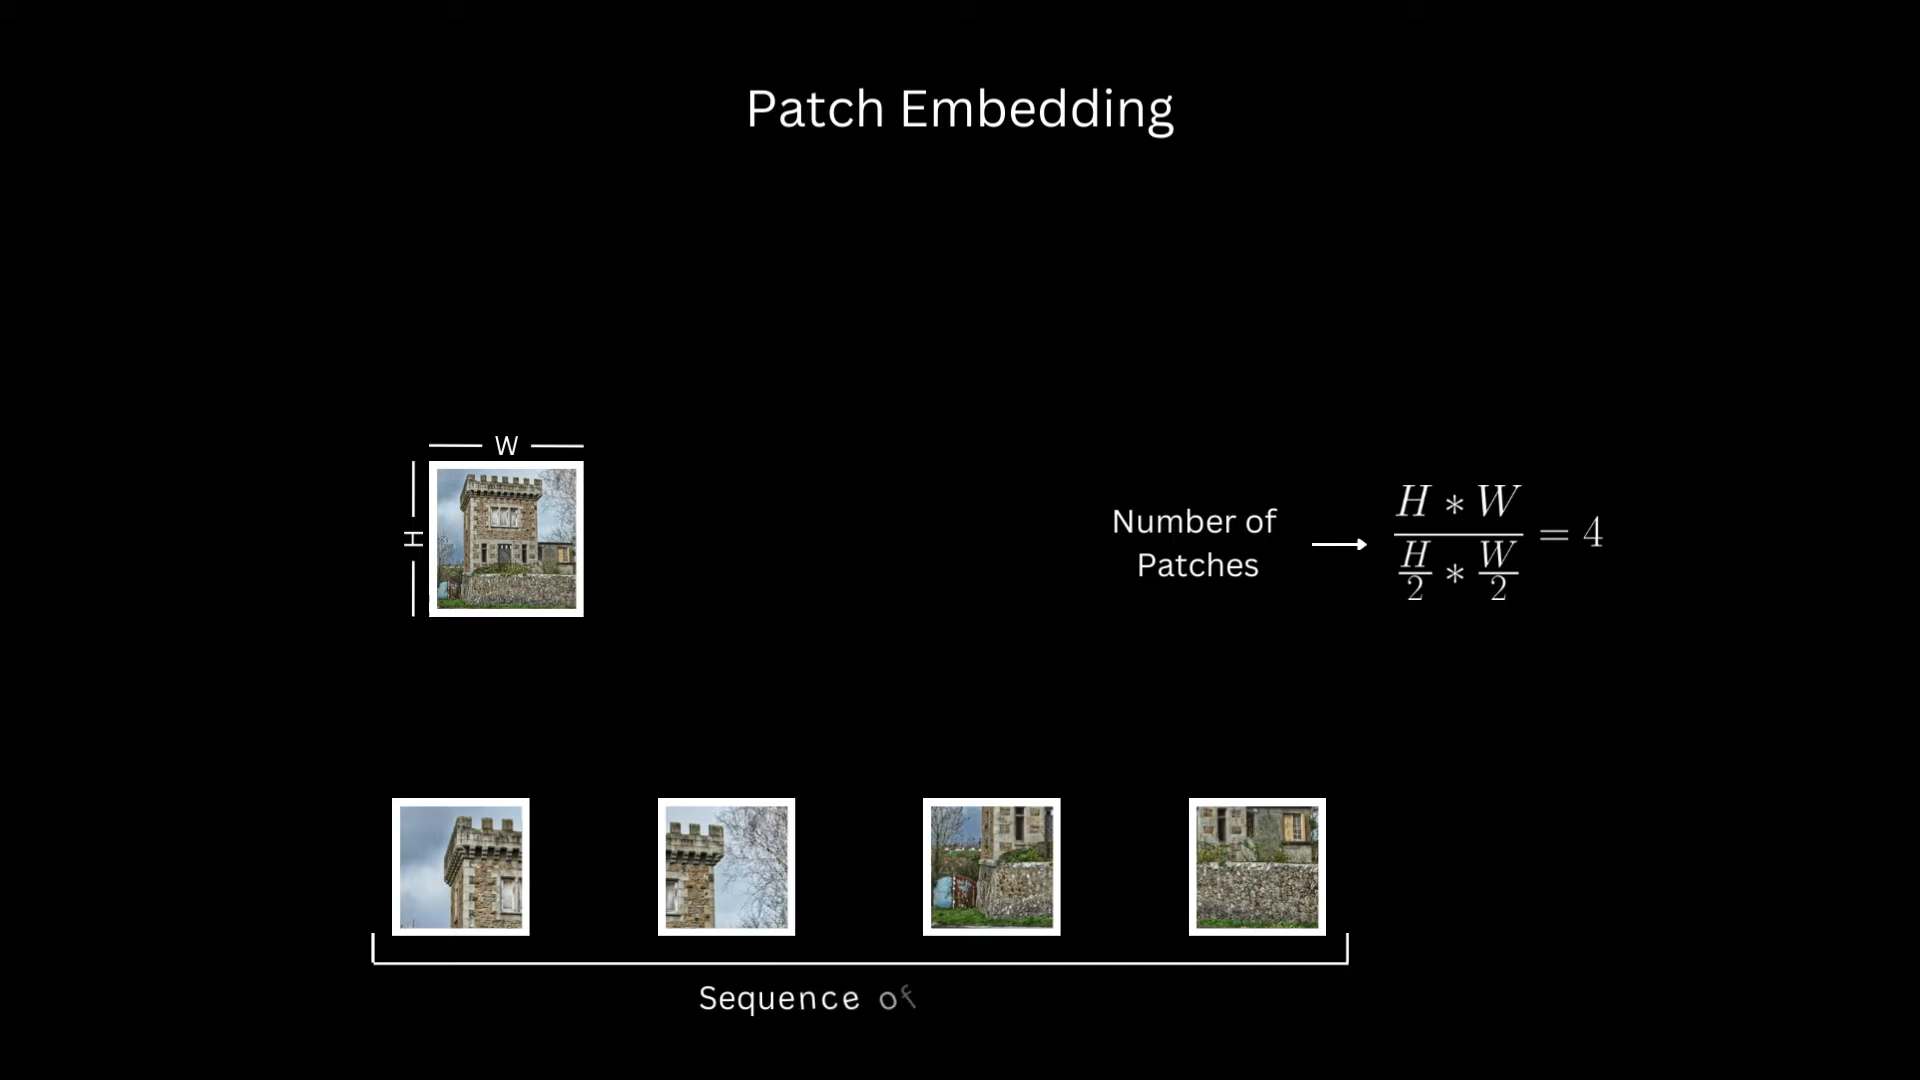 Patch Embedding
W
H
Number of
Patches
H * W
H/2 * W/2
= 4
Sequence of